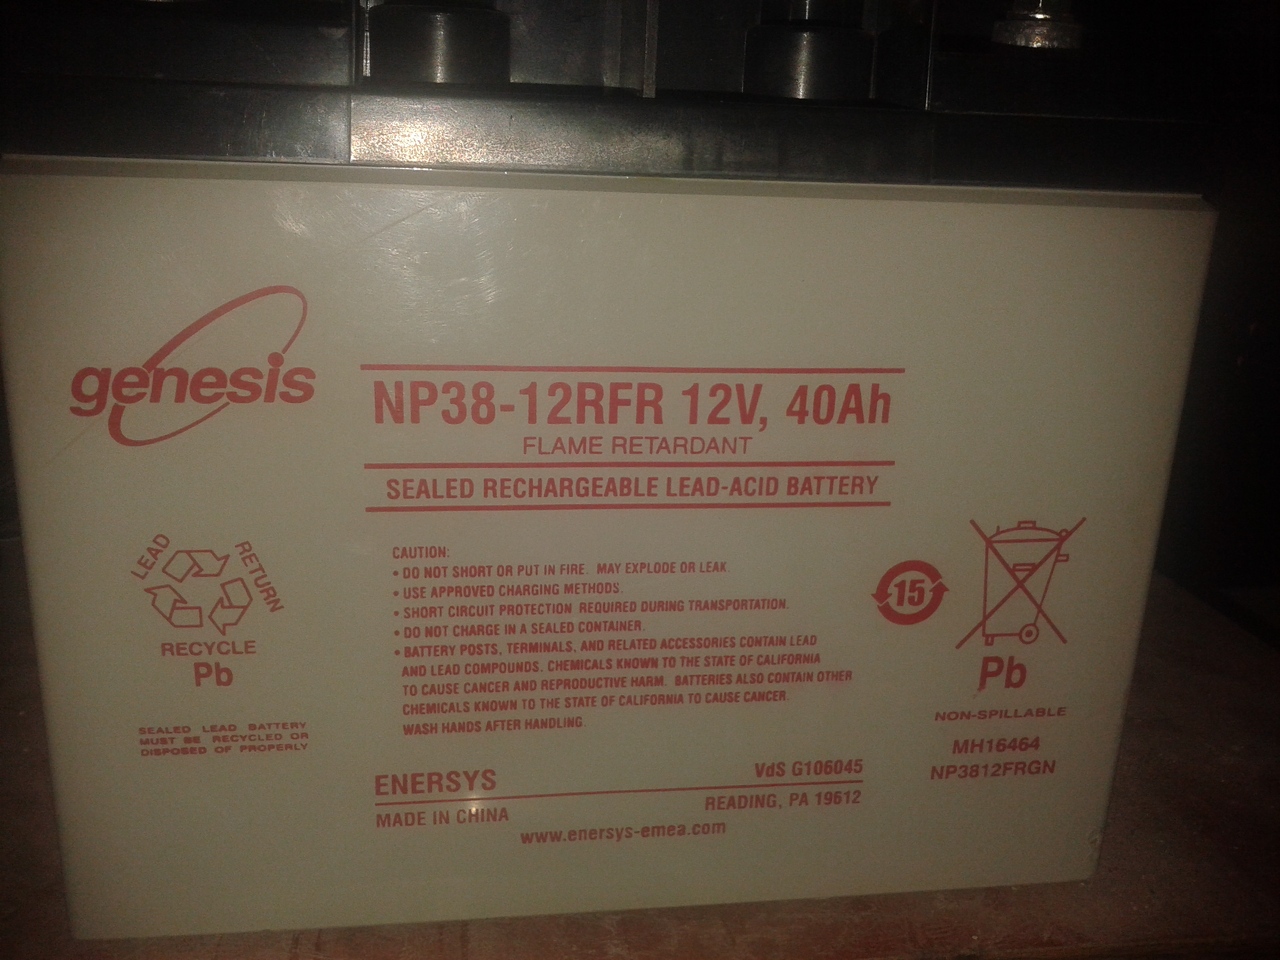 genesis
NP38-12RFR 12V, 40Ah
FLAME RETARDANT
SEALED RECHARGEABLE LEAD-ACID BATTERY
LEAD
RETURN
RECYCLE
Pb
SEALED LEAD BATTERY
MUST BE RECYCLED OR
DISPOSED OF PROPERLY
CAUTION:
• DO NOT SHORT OR PUT IN FIRE. MAY EXPLODE OR LEAK.
• USE APPROVED CHARGING METHODS.
• SHORT CIRCUIT PROTECTION REQUIRED DURING TRANSPORTATION.
• DO NOT CHARGE IN A SEALED CONTAINER.
• BATTERY POSTS, TERMINALS, AND RELATED ACCESSORIES CONTAIN LEAD
AND LEAD COMPOUNDS, CHEMICALS KNOWN TO THE STATE OF CALIFORNIA
TO CAUSE CANCER AND REPRODUCTIVE HARM. BATTERIES ALSO CONTAIN OTHER
CHEMICALS KNOWN TO THE STATE OF CALIFORNIA TO CAUSE CANCER.
WASH HANDS AFTER HANDLING.
15
Pb
NON-SPILLABLE
MH16464
NP3812FRGN
ENERSYS
VdS G106045
MADE IN CHINA
READING, PA 19612
www.enersys-emea.com